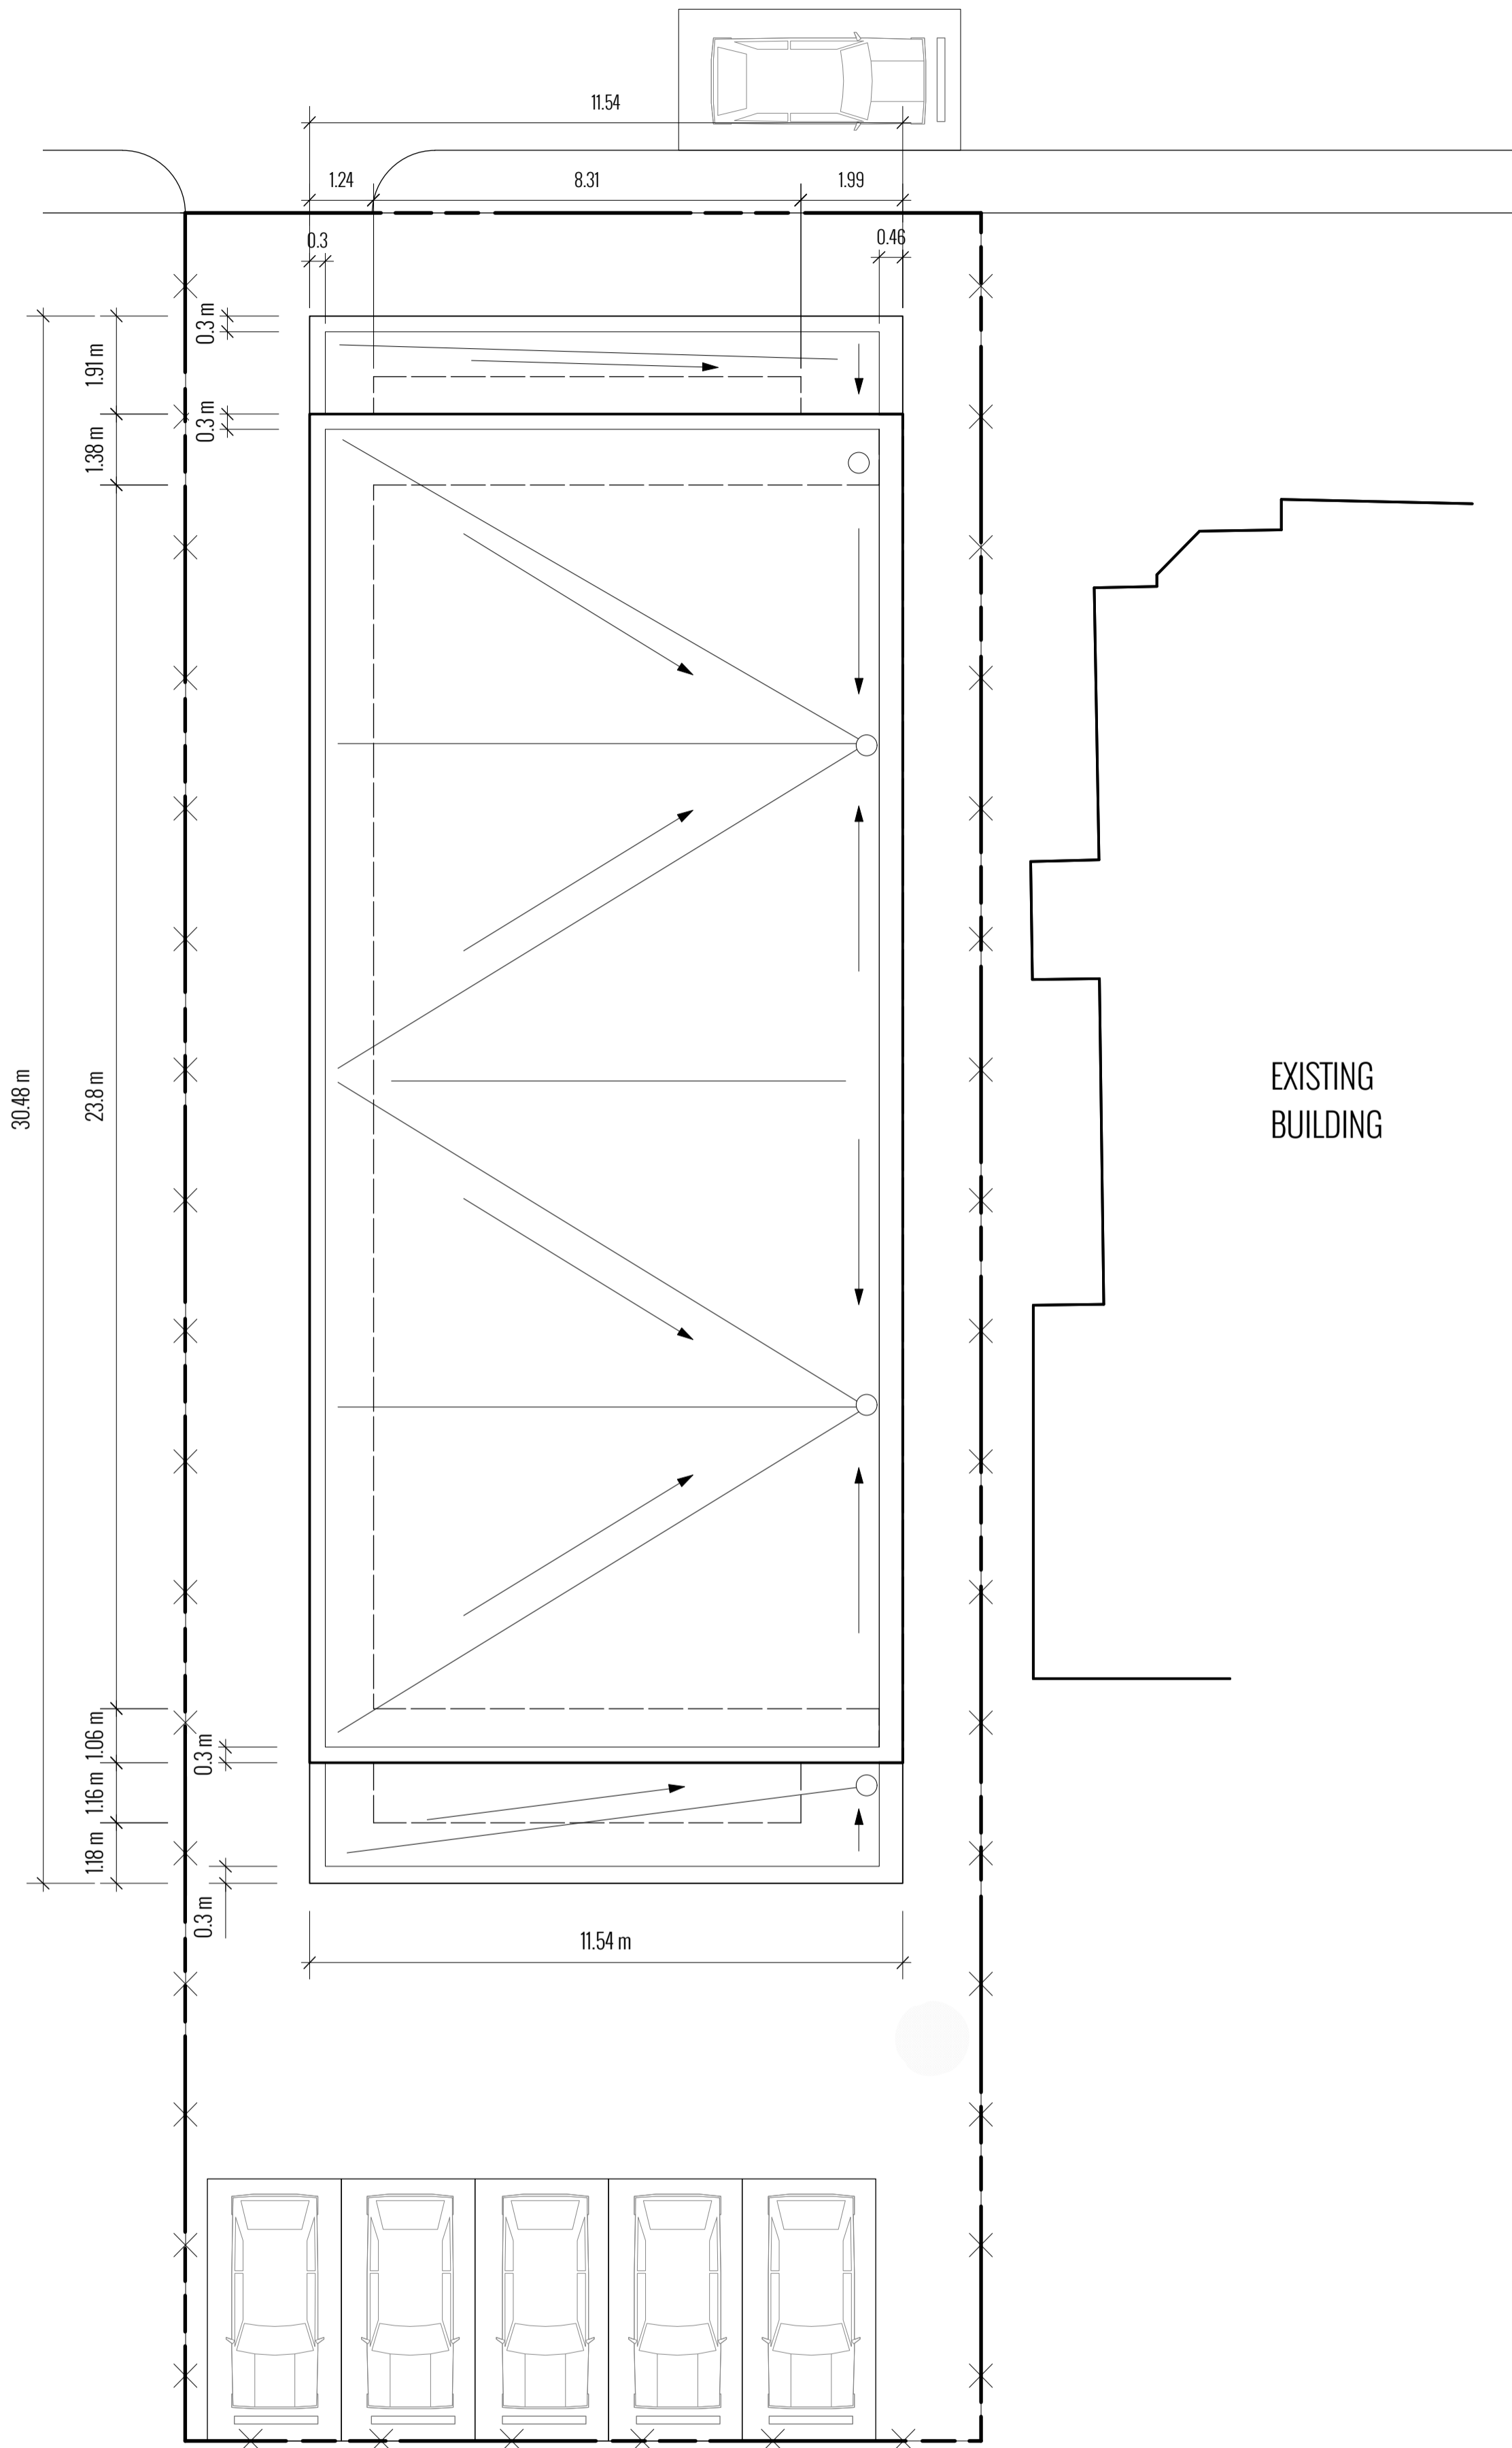 11.54
1.24
8.31
1.99
0.3
0.46
0.3 m
1.91 m
0.3 m
1.38 m
30.48 m
23.8 m
EXISTING
BUILDING
1.06 m
0.3 m
1.16 m
1.18 m
0.3 m
11.54 m